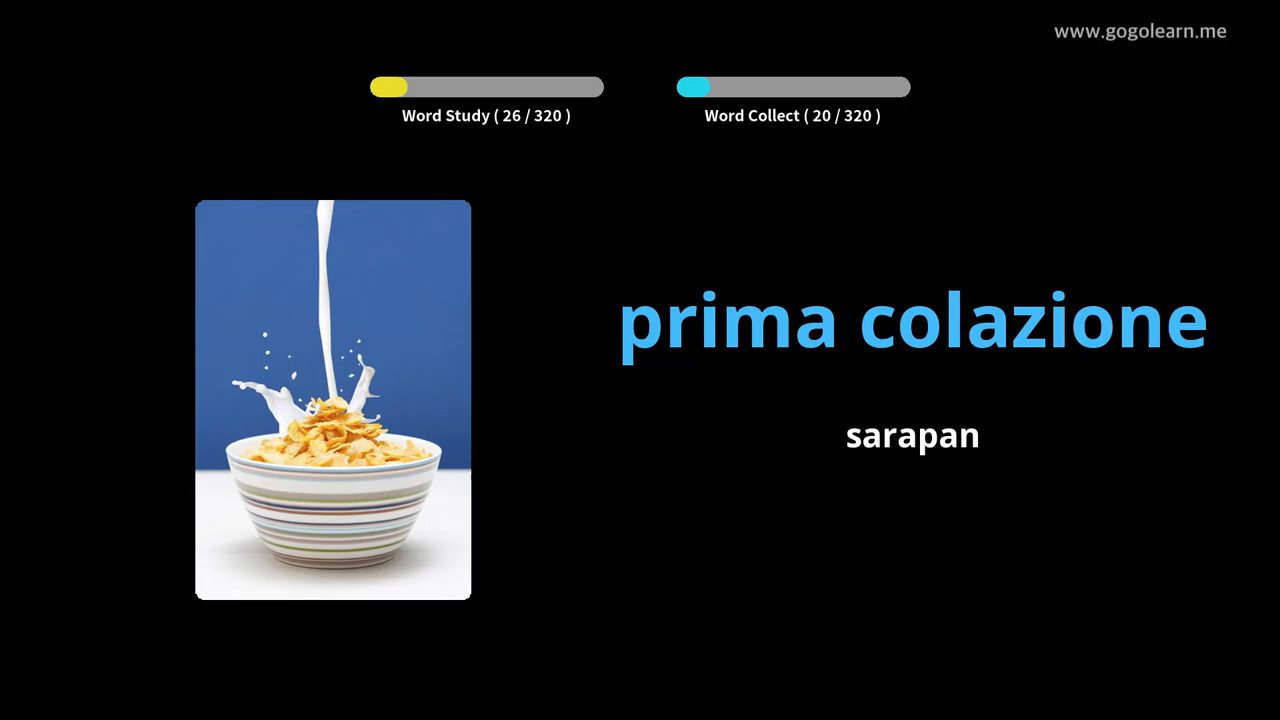 www.gogolearn.me
Word Study ( 26 / 320 )
Word Collect ( 20 / 320 )
prima colazione
sarapan